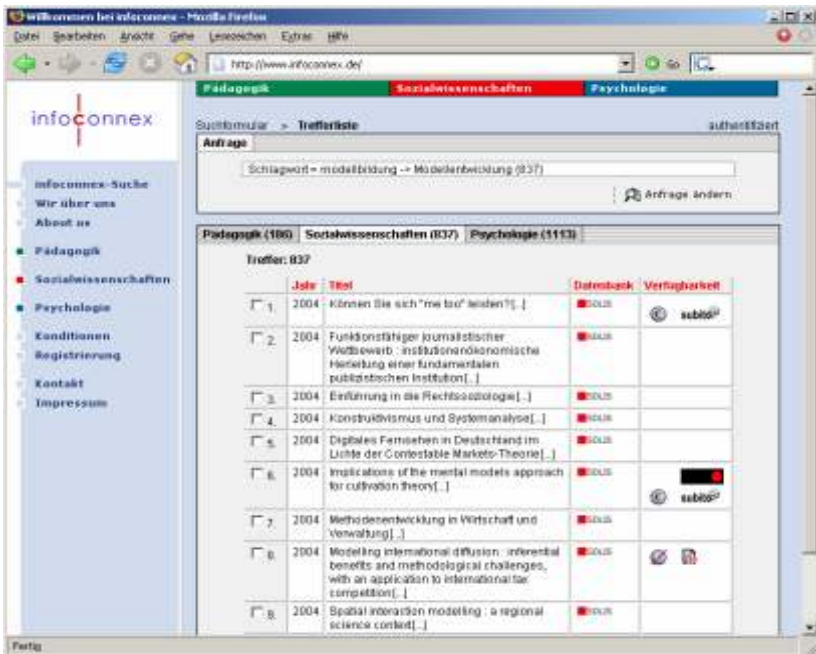 Willkommen bei infoconnex - Mozilla Firefox
Datei Bearbeiten Ansicht Gehe Lesezeichen Extras Hilfe
http://www.infoconnex.de/ Go
Pädagogik Sozialwissenschaften Psychologie
infoconnex
Suchformular > Trefferliste authentifiziert
Anfrage
Schlagwort= modellbildung -> Modellentwicklung (837)
Anfrage ändern
infoconnex-Suche
Wir über uns
About us
Pädagogik
Sozialwissenschaften
Psychologie
Konditionen
Registrierung
Kontakt
Impressum
Pädagogik (186) Sozialwissenschaften (837) Psychologie (1113)
Treffer: 837
Jahr Titel Datenbank Verfügbarkeit
1. 2004 Können Sie sich "me too" leisten?[...] SOLIS subito
2. 2004 Funktionsfähiger journalistischer SOLIS
Wettbewerb : institutionenökonomische
Herleitung einer fundamentalen
publizistischen Institution[...]
3. 2004 Einführung in die Rechtssoziologie[...] SOLIS
4. 2004 Konstruktivismus und Systemanalyse[...] SOLIS
5. 2004 Digitales Fernsehen in Deutschland im SOLIS
Lichte der Contestable Markets-Theorie[...]
6. 2004 Implications of the mental models approach SOLIS
for cultivation theory[...] subito
7. 2004 Methodenentwicklung in Wirtschaft und SOLIS
Verwaltung[...]
8. 2004 Modelling international diffusion : inferential SOLIS
benefits and methodological challenges,
with an application to international tax
competition[...]
9. 2004 Spatial interaction modelling : a regional SOLIS
science context[...]
Fertig